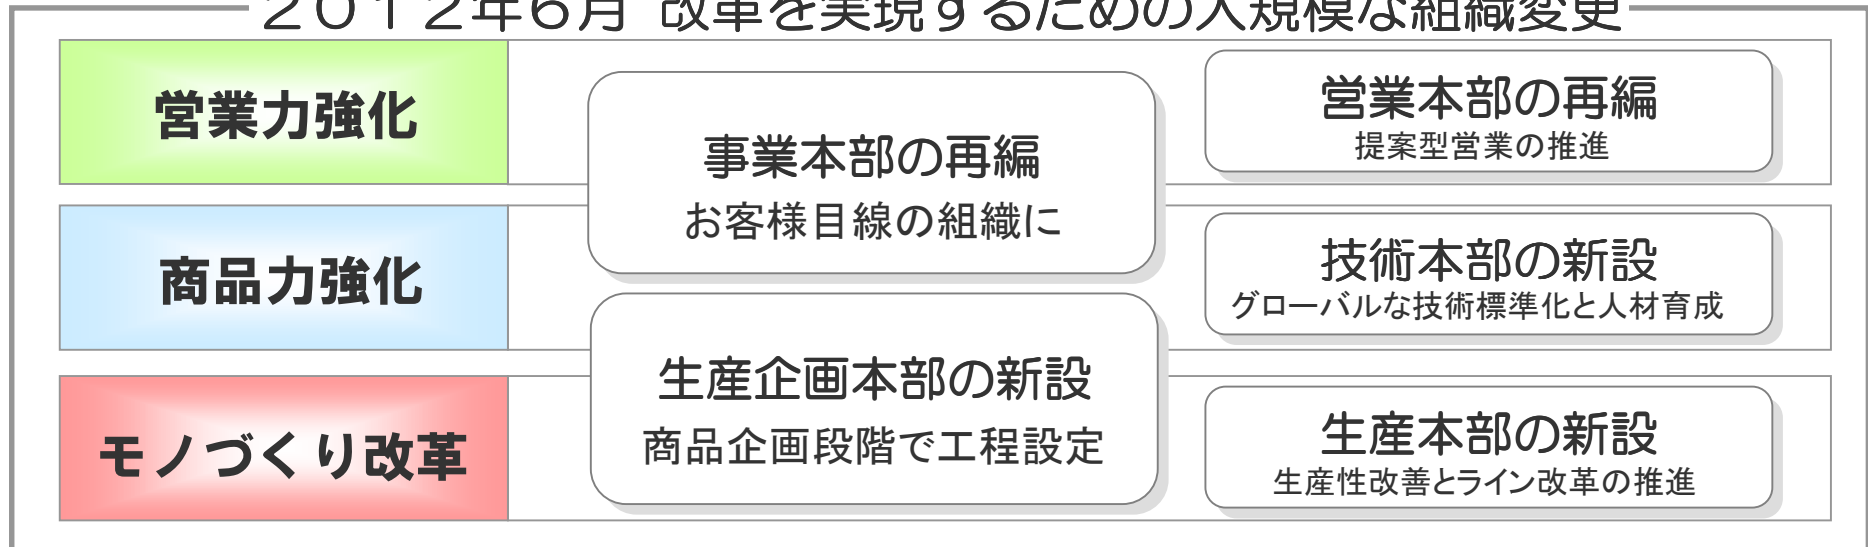 ２０１２年６月 改革を実現するための大規模な組織変更
営業力強化
事業本部の再編
お客様目線の組織に
営業本部の再編
提案型営業の推進
商品力強化
技術本部の新設
グローバルな技術標準化と人材育成
モノづくり改革
生産企画本部の新設
商品企画段階で工程設定
生産本部の新設
生産性改善とライン改革の推進